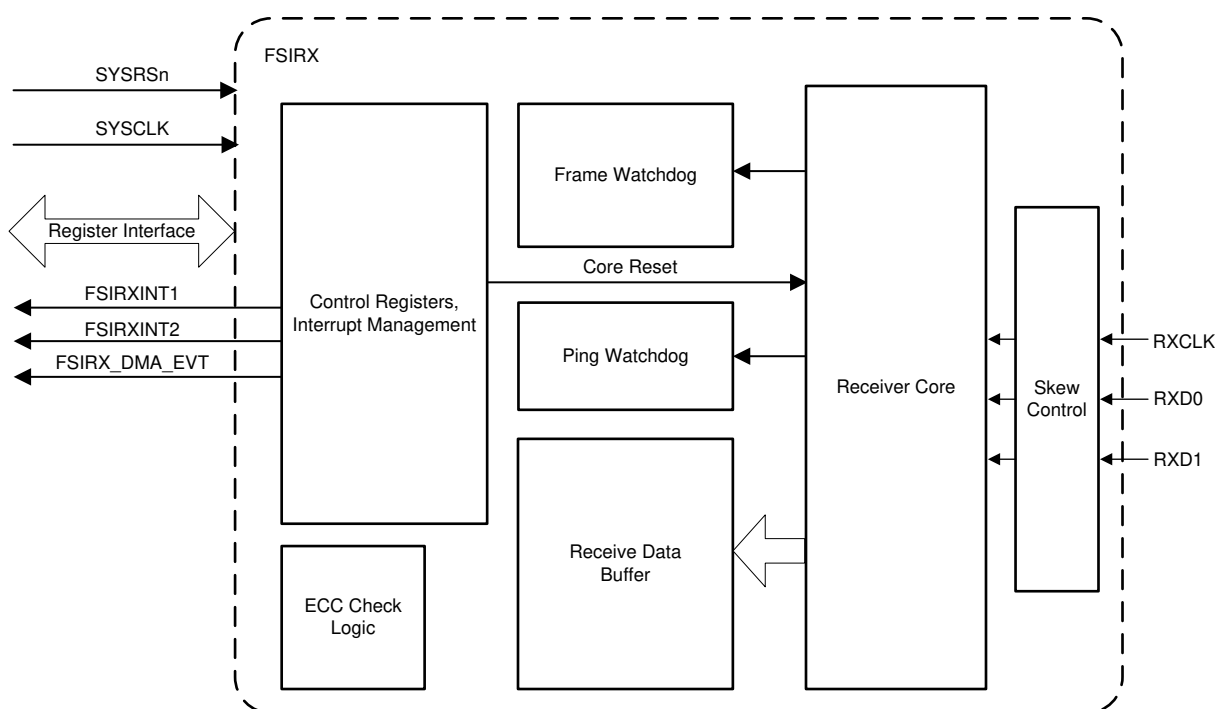 FSIRX
SYSRSn
SYSCLK
Register Interface
FSIRXINT1
FSIRXINT2
FSIRX_DMA_EVT
Control Registers,
Interrupt Management
ECC Check
Logic
Frame Watchdog
Core Reset
Ping Watchdog
Receive Data
Buffer
Receiver Core
Skew
Control
RXCLK
RXD0
RXD1